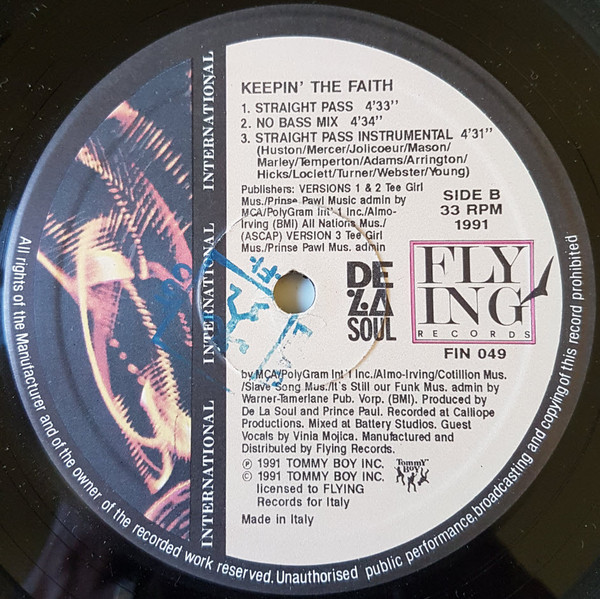 KEEPIN' THE FAITH
1. STRAIGHT PASS 4'33''
2. NO BASS MIX 4'34''
3. STRAIGHT PASS INSTRUMENTAL 4'31''
(Huston/Mercer/Jolicoeur/Mason/
Marley/Temperton/Adams/Arrington/
Hicks/Lociett/Turner/Webster/Young)
Publishers: VERSIONS 1 & 2 Tee Girl
Mus./Prinse Pawl Music admin by
MCA/PolyGram Int'l Inc./Almo-
Irving (BMI) All Nations Mus./
(ASCAP) VERSION 3 Tee Girl
Mus./Prinse Pawl Mus. admin
SIDE B
33 RPM
1991
DE
LA
SOUL
FLY
ING
RECORDS
FIN 049
by MCA/PolyGram Int'l Inc./Almo-Irving/Cotillion Mus.
/Slave Song Mus./It's Still our Funk Mus. admin by
Warner-Tamerlane Pub. Vorp. (BMI). Produced by
De La Soul and Prince Paul. Recorded at Calliope
Productions. Mixed at Battery Studios. Guest
Vocals by Vinia Mojica. Manufactured and
Distributed by Flying Records.
℗ 1991 TOMMY BOY INC.
© 1991 TOMMY BOY INC.
licensed to FLYING
Records for Italy
Made in Italy
Tommy
Boy
INTERNATIONAL
INTERNATIONAL
INTERNATIONAL
All rights of the Manufacturer and of the owner of the recorded work reserved. Unauthorised public performance, broadcasting and copying of this record prohibited